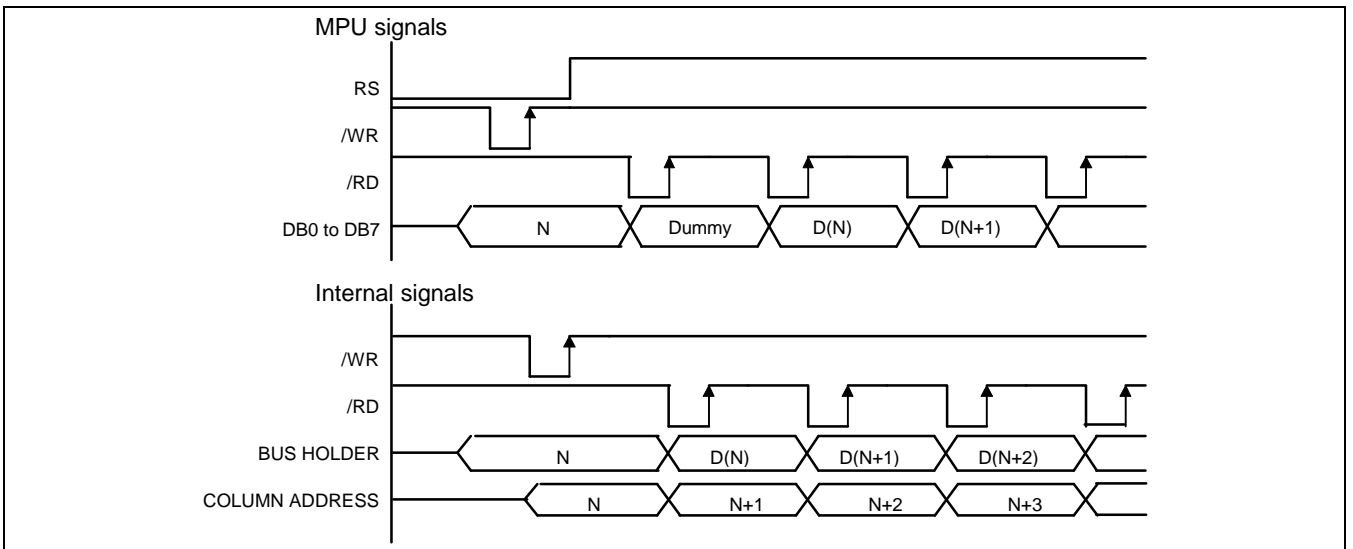 MPU signals
RS
/WR
/RD
DB0 to DB7 N Dummy D(N) D(N+1)
Internal signals
/WR
/RD
BUS HOLDER N D(N) D(N+1) D(N+2)
COLUMN ADDRESS N N+1 N+2 N+3